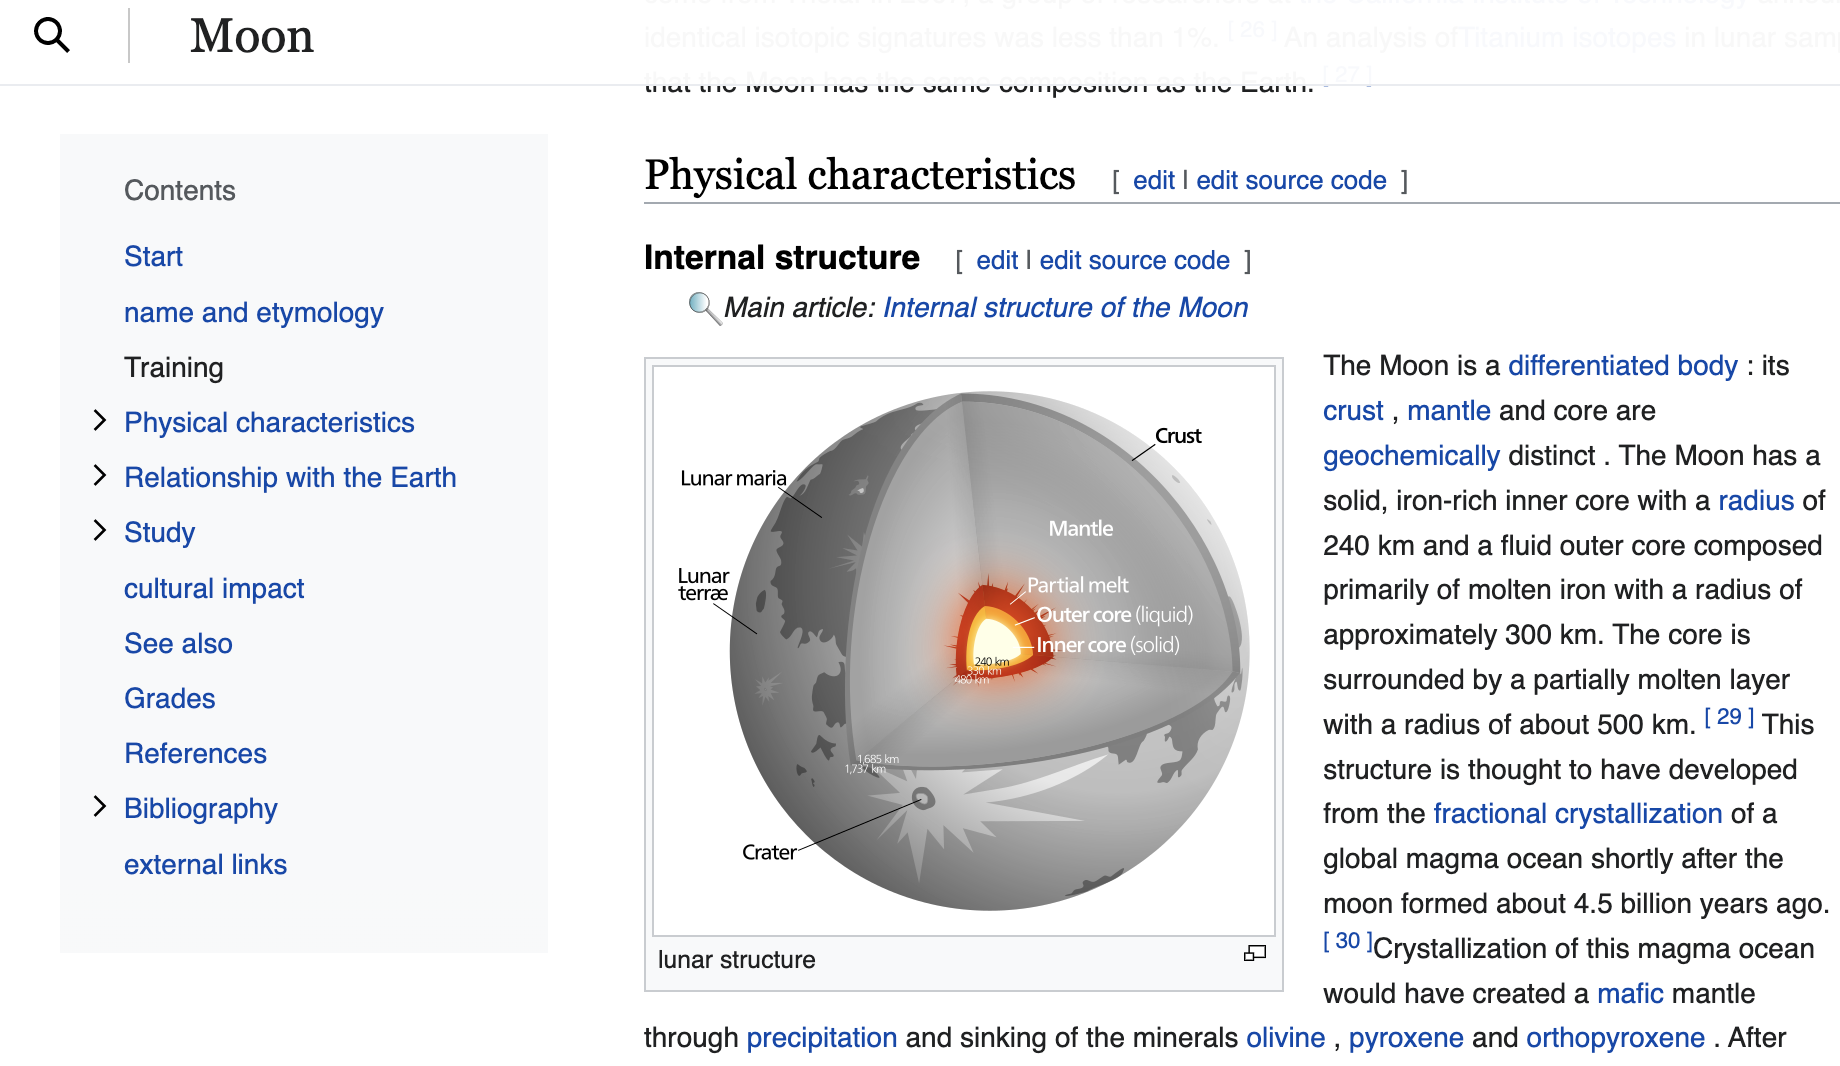 Moon
identical isotopic signatures was less than 1%. [ 26 ] An analysis ofTitanium isotopes in lunar
that the Moon has the same composition as the Earth. [ 27 ]
Contents
Start
name and etymology
Training
Physical characteristics
Relationship with the Earth
Study
cultural impact
See also
Grades
References
Bibliography
external links
Physical characteristics [ edit | edit source code ]
Internal structure [ edit | edit source code ]
Main article: Internal structure of the Moon
Crust
Lunar maria
Mantle
Lunar
terræ
Partial melt
Outer core (liquid)
Inner core (solid)
240 km
350 km
480 km
1,685 km
1,737 km
Crater
lunar structure
The Moon is a differentiated body : its
crust , mantle and core are
geochemically distinct . The Moon has a
solid, iron-rich inner core with a radius of
240 km and a fluid outer core composed
primarily of molten iron with a radius of
approximately 300 km. The core is
surrounded by a partially molten layer
with a radius of about 500 km. [ 29 ] This
structure is thought to have developed
from the fractional crystallization of a
global magma ocean shortly after the
moon formed about 4.5 billion years ago.
[ 30 ]Crystallization of this magma ocean
would have created a mafic mantle
through precipitation and sinking of the minerals olivine , pyroxene and orthopyroxene . After